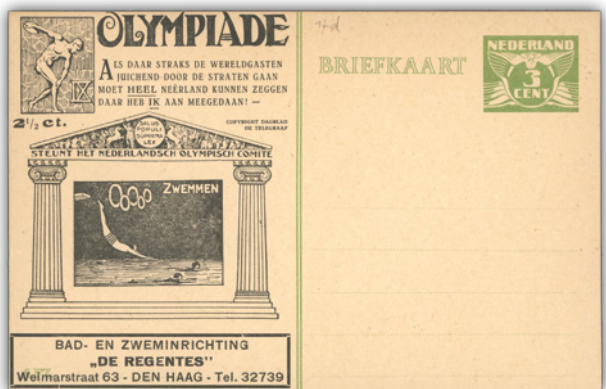 OLYMPIADE
ALS DAAR STRAKS DE WERELDGASTEN
JUICHEND DOOR DE STRATEN GAAN
MOET HEEL NEÊRLAND KUNNEN ZEGGEN
DAAR HEB IK AAN MEEGEDAAN! —
IX
2½ ct.
COPYRIGHT DAGBLAD
DE TELEGRAAF
SALUS
POPULI
SUPREMA
LEX
STEUNT HET NEDERLANDSCH OLYMPISCH COMITE
ZWEMMEN
BAD- EN ZWEMINRICHTING
„DE REGENTES"
Weimarstraat 63 - DEN HAAG - Tel. 32739
BRIEFKAART
NEDERLAND
3
CENT